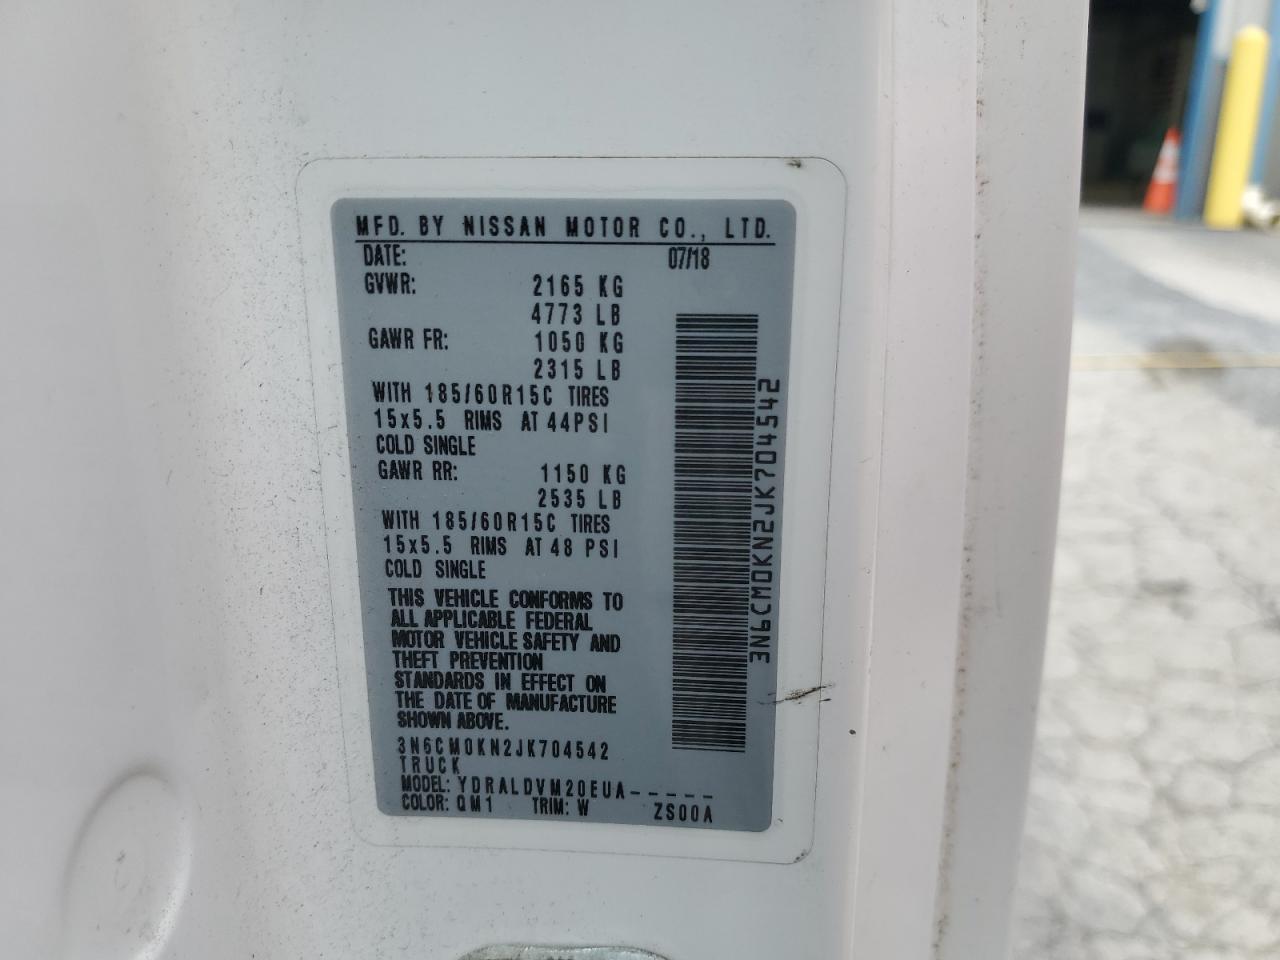 MFD. BY NISSAN MOTOR CO., LTD.
DATE: 07/18
GVWR: 2165 KG
4773 LB
GAWR FR: 1050 KG
2315 LB
WITH 185/60R15C TIRES
15x5.5 RIMS AT 44PSI
COLD SINGLE
GAWR RR: 1150 KG
2535 LB
WITH 185/60R15C TIRES
15x5.5 RIMS AT 48 PSI
COLD SINGLE
THIS VEHICLE CONFORMS TO
ALL APPLICABLE FEDERAL
MOTOR VEHICLE SAFETY AND
THEFT PREVENTION
STANDARDS IN EFFECT ON
THE DATE OF MANUFACTURE
SHOWN ABOVE.
3N6CM0KN2JK704542
TRUCK
MODEL: YDRALDVM20EUA-----
COLOR: QM1 TRIM: W ZS00A
3N6CM0KN2JK704542